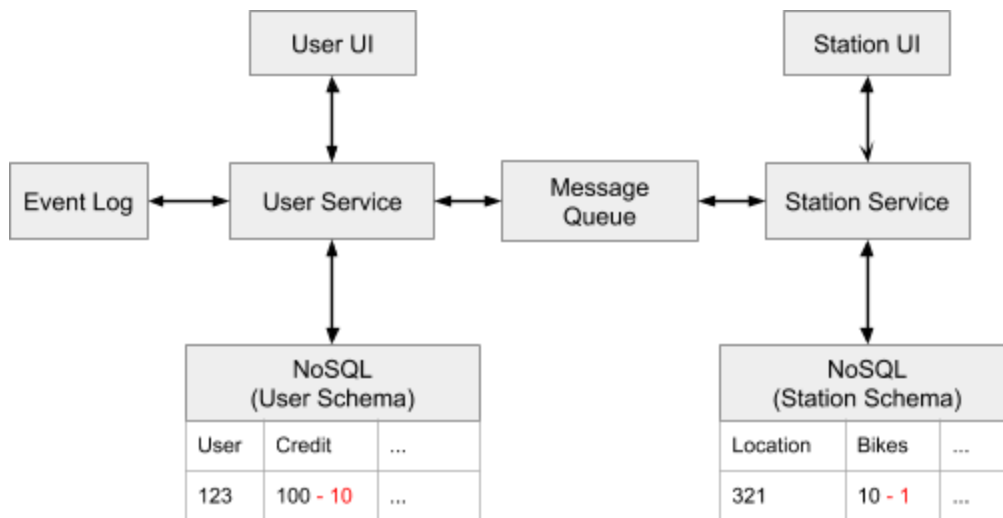 User UI
Station UI
Event Log
User Service
Message
Queue
Station Service
NoSQL
(User Schema)
User Credit ...
123 100 - 10 ...
NoSQL
(Station Schema)
Location Bikes ...
321 10 - 1 ...